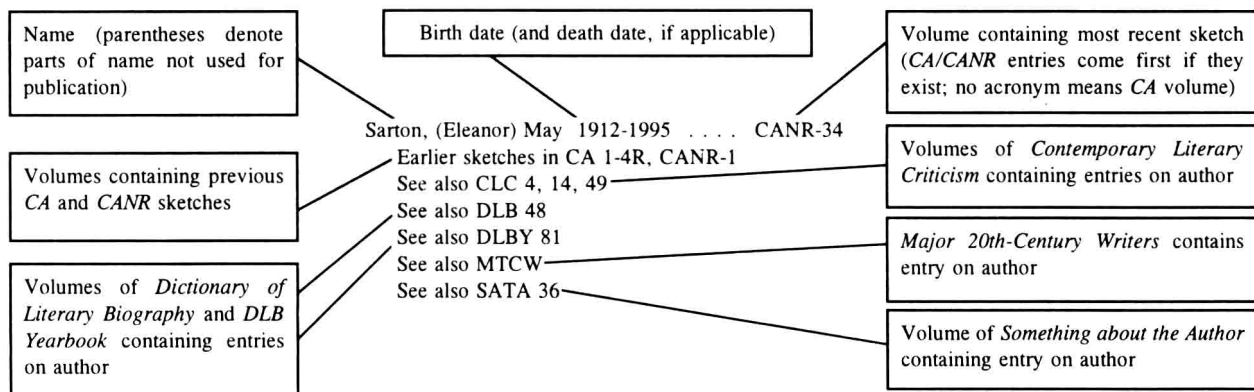 Name (parentheses denote
parts of name not used for
publication)
Birth date (and death date, if applicable)
Volume containing most recent sketch
(CA/CANR entries come first if they
exist; no acronym means CA volume)
Sarton, (Eleanor) May 1912-1995 . . . . CANR-34
Earlier sketches in CA 1-4R, CANR-1
See also CLC 4, 14, 49
See also DLB 48
See also DLBY 81
See also MTCW
See also SATA 36
Volumes containing previous
CA and CANR sketches
Volumes of Dictionary of
Literary Biography and DLB
Yearbook containing entries
on author
Volumes of Contemporary Literary
Criticism containing entries on author
Major 20th-Century Writers contains
entry on author
Volume of Something about the Author
containing entry on author